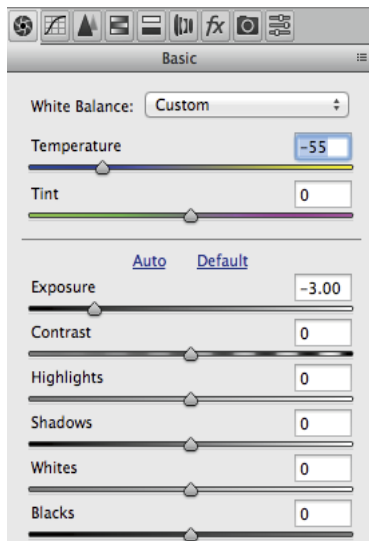 fx
Basic
White Balance: Custom
Temperature -55
Tint 0
Auto Default
Exposure -3.00
Contrast 0
Highlights 0
Shadows 0
Whites 0
Blacks 0